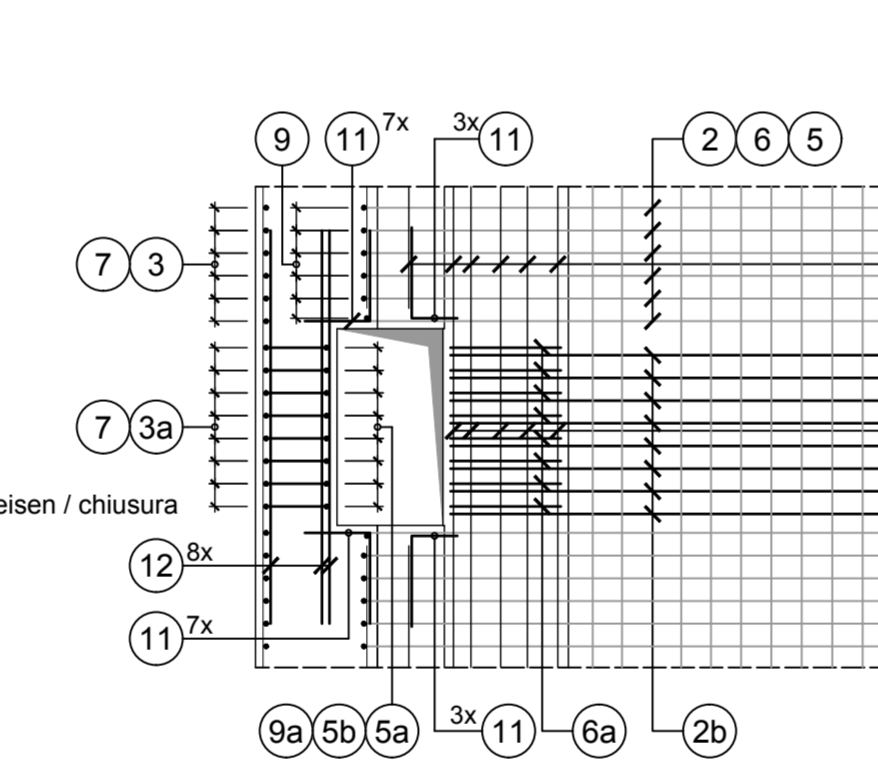 9 11 7x 3x 11 2 6 5
7 3
7 3a
eisen / chiusura
12 8x
11 7x
9a 5b 5a 3x 11 6a 2b